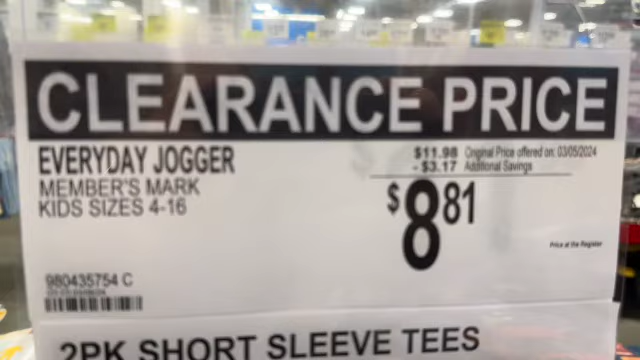 CLEARANCE PRICE
EVERYDAY JOGGER
MEMBER'S MARK
KIDS SIZES 4-16
$11.98 Original Price offered on: 03/05/2024
- $3.17 Additional Savings
$8 81
Price at the Register
980435754 C
2PK SHORT SLEEVE TEES